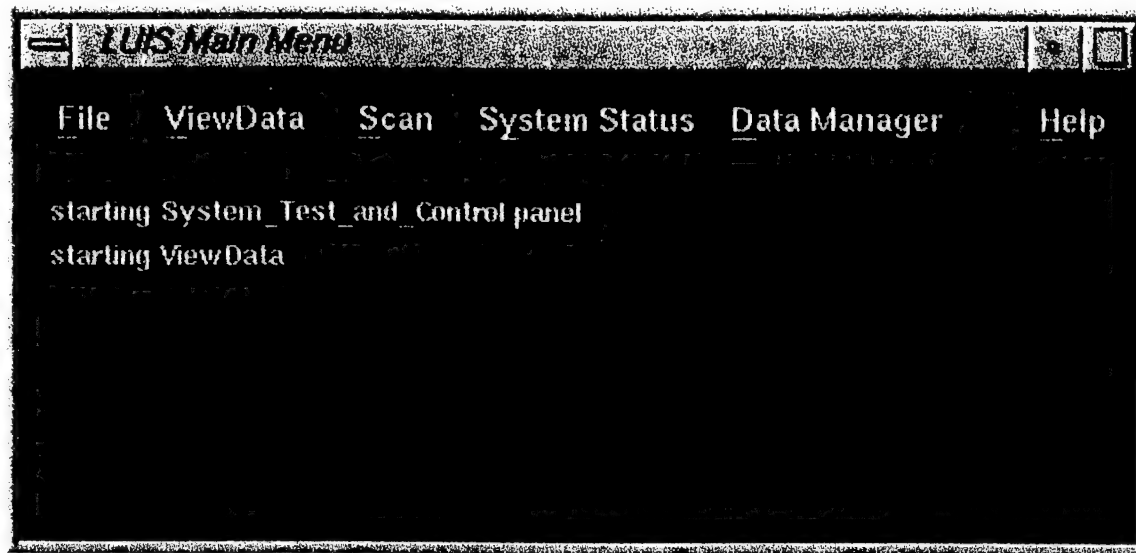 LUIS Main Menu
File ViewData Scan System Status Data Manager Help
starting System_Test_and_Control panel
starting ViewData